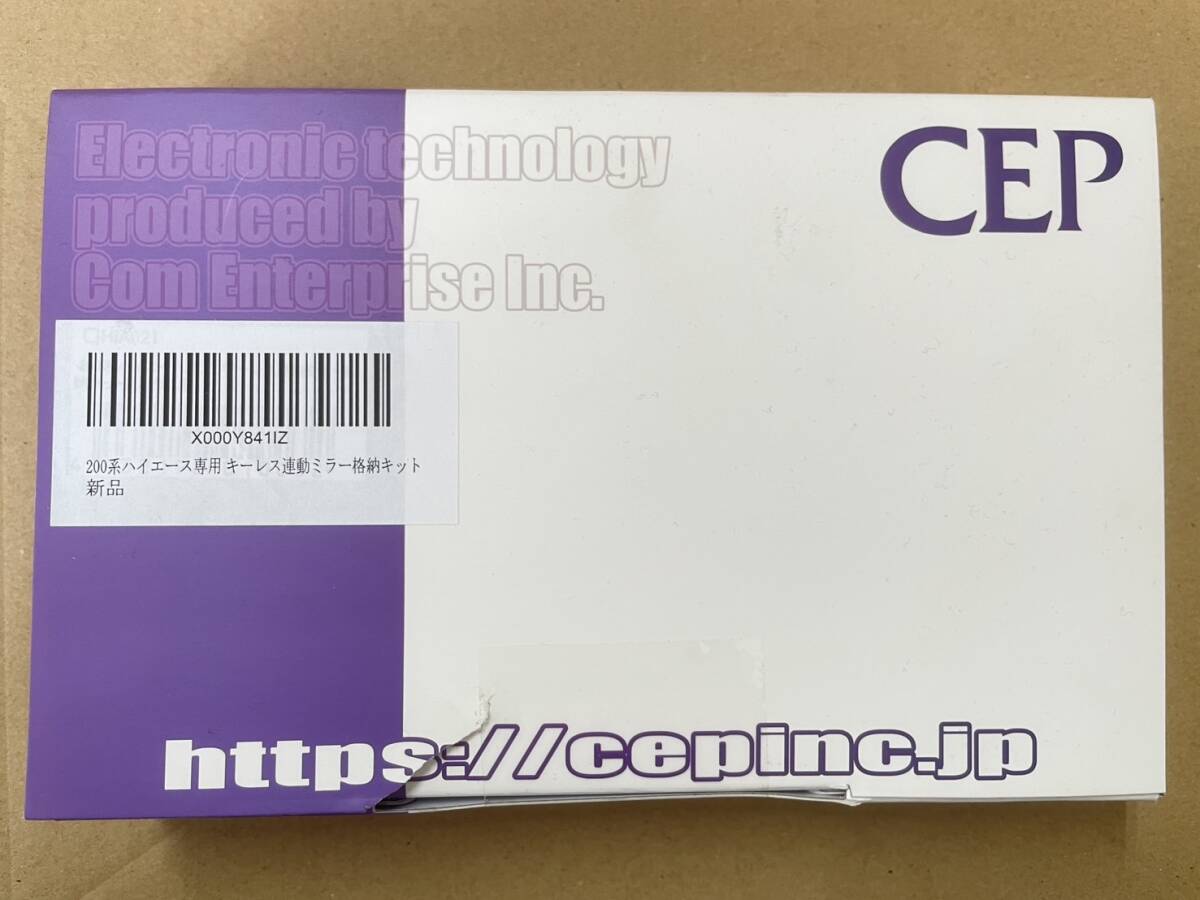 Electronic technology
produced by
Com Enterprise Inc.
CEP
X000Y841IZ
200系ハイエース専用 キーレス連動ミラー格納キット
新品
https://cepinc.jp